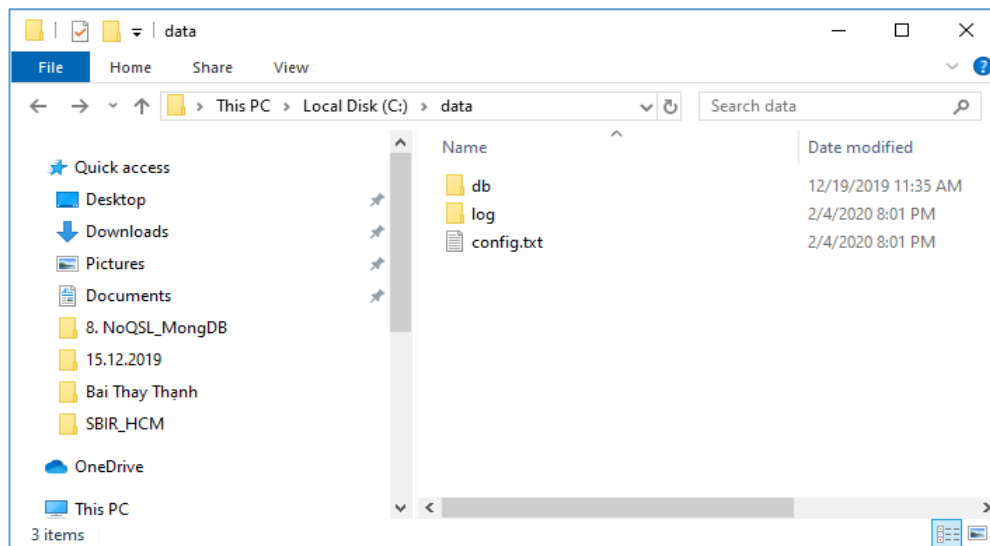 data
File Home Share View
This PC > Local Disk (C:) > data
Search data
Name Date modified
Quick access
Desktop
Downloads
Pictures
Documents
8. NoQSL_MongDB
15.12.2019
Bai Thay Thạnh
SBIR_HCM
OneDrive
This PC
db 12/19/2019 11:35 AM
log 2/4/2020 8:01 PM
config.txt 2/4/2020 8:01 PM
3 items